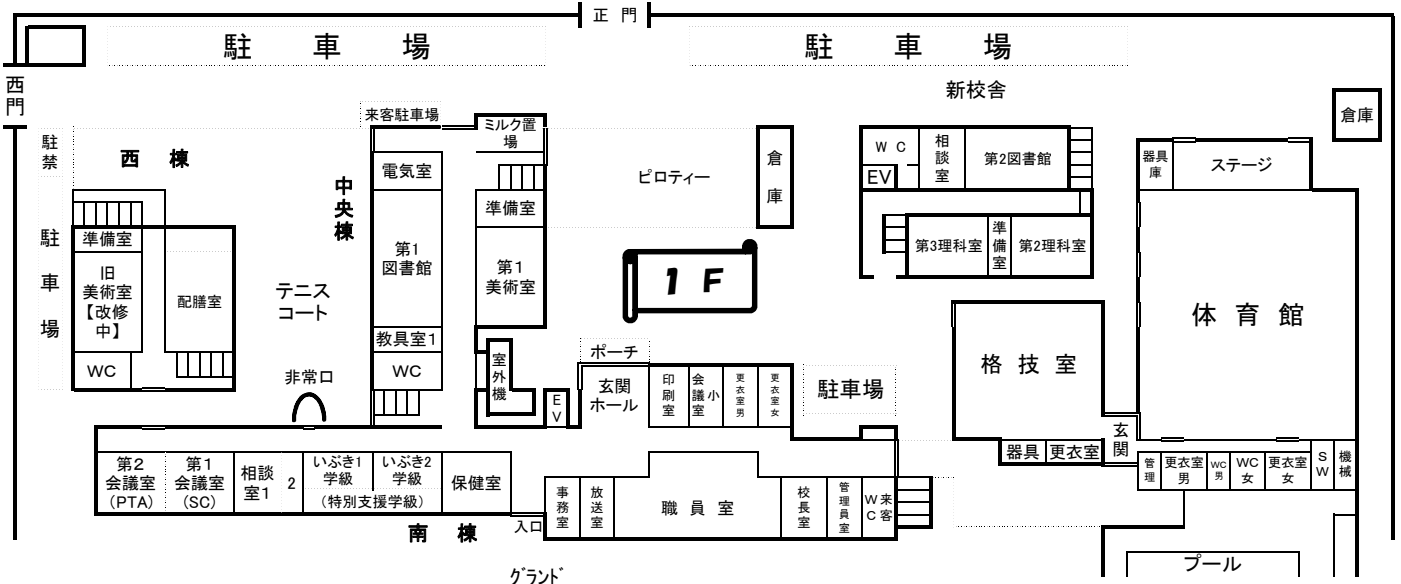 正 門
駐 車 場
駐 車 場
西門
新校舎
倉庫
駐禁
西 棟
来客駐車場
ミルク置場
中央棟
電気室
倉庫
ピロティー
W C
EV
相談室
第2図書館
器具庫
ステージ
駐車場
準備室
準備室
第1
図書館
第3理科室
準備室
第2理科室
旧
美術室
【改修
中】
配膳室
テニス
コート
第1
美術室
1 F
体 育 館
教具室1
WC
WC
非常口
室外機
ポーチ
玄関
ホール
EV
印刷室
会議室小
更衣室男
更衣室女
駐車場
格 技 室
玄関
器具
更衣室
第2
会議室
(PTA)
第1
会議室
(SC)
相談
室1
2
いぶき1
学級
いぶき2
学級
(特別支援学級)
保健室
事務室
放送室
職 員 室
校長室
管理員室
WC来客
管理
更衣室
男
WC男
WC
女
更衣室
女
SW
機械
入口
南 棟
プール
グランド